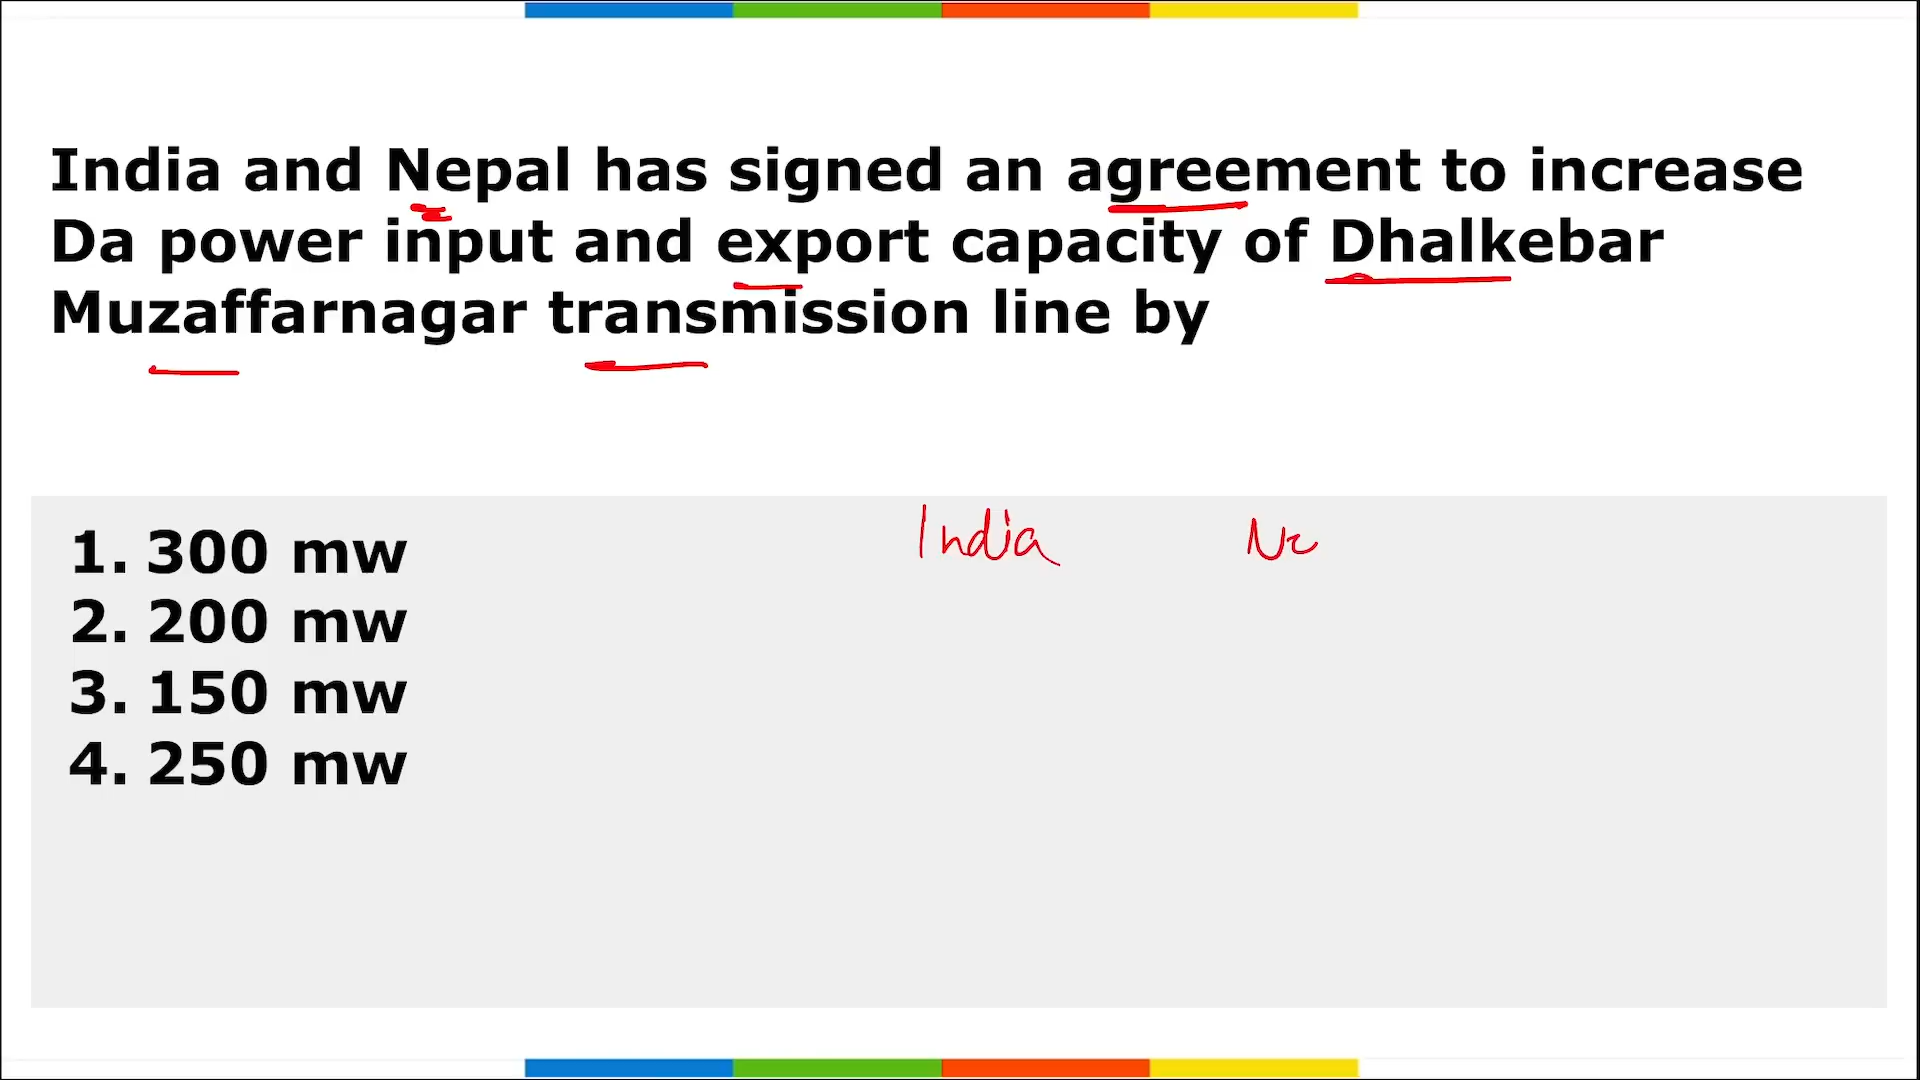 India and Nepal has signed an agreement to increase
Da power input and export capacity of Dhalkebar
Muzaffarnagar transmission line by
India Ne
1. 300 mw
2. 200 mw
3. 150 mw
4. 250 mw